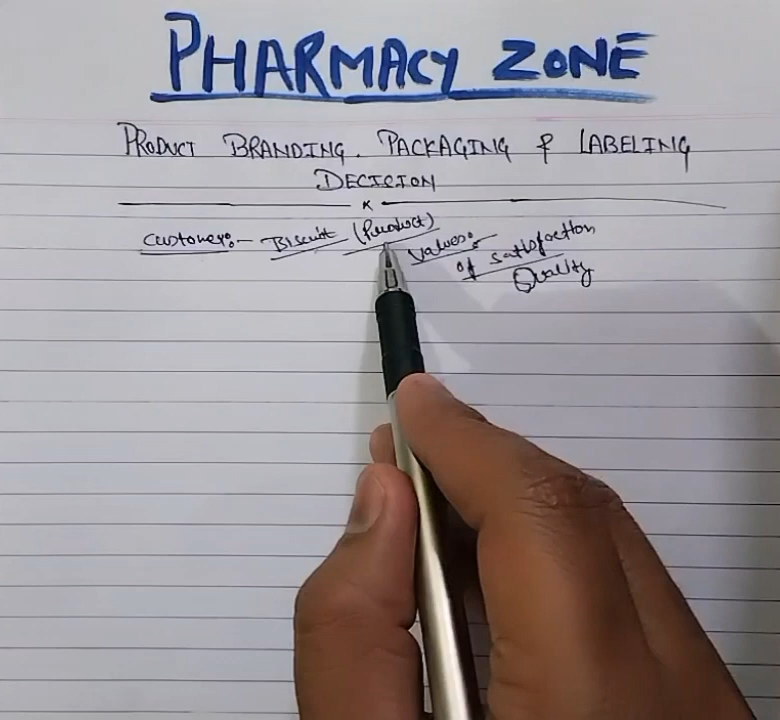 PHARMACY ZONE
PRODUCT BRANDING. PACKAGING & LABELING
DECISION
x
Customer:- Biscuit (Product) Values:-
of satisfaction
Quality